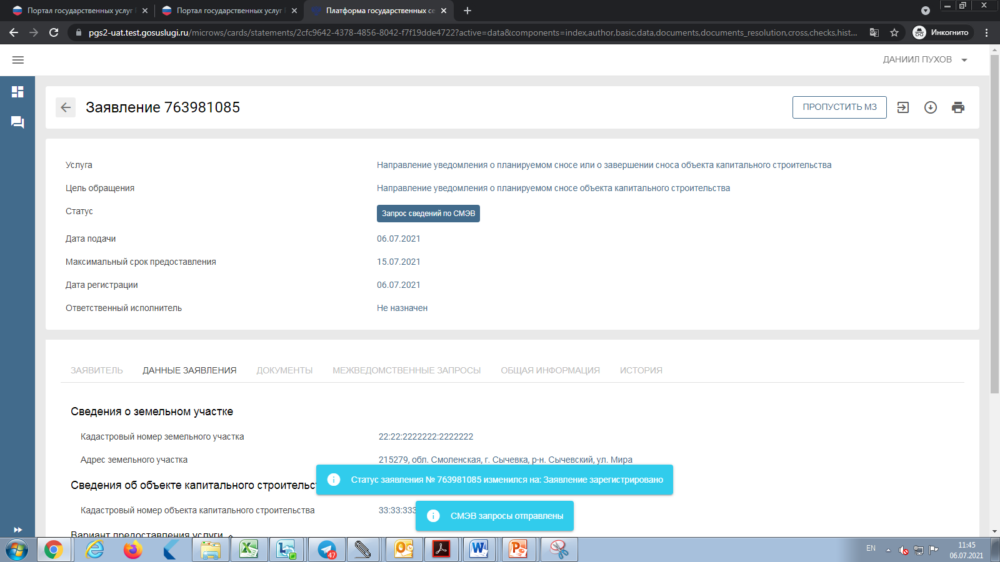 Портал государственных услуг
Портал государственных услуг
Платформа государственных се
pgs2-uat.test.gosuslugi.ru/microws/cards/statements/2cfc9642-4378-4856-8042-f7f19dde4722?active=data&components=index,author,basic,data,documents,documents_resolution,cross,checks,hist...
Инкогнито
ДАНИИЛ ПУХОВ
Заявление 763981085
ПРОПУСТИТЬ МЗ
Услуга Направление уведомления о планируемом сносе или о завершении сноса объекта капитального строительства
Цель обращения Направление уведомления о планируемом сносе объекта капитального строительства
Статус Запрос сведений по СМЭВ
Дата подачи 06.07.2021
Максимальный срок предоставления 15.07.2021
Дата регистрации 06.07.2021
Ответственный исполнитель Не назначен
ЗАЯВИТЕЛЬ ДАННЫЕ ЗАЯВЛЕНИЯ ДОКУМЕНТЫ МЕЖВЕДОМСТВЕННЫЕ ЗАПРОСЫ ОБЩАЯ ИНФОРМАЦИЯ ИСТОРИЯ
Сведения о земельном участке
Кадастровый номер земельного участка 22:22:2222222:2222222
Адрес земельного участка 215279, обл. Смоленская, г. Сычевка, р-н. Сычевский, ул. Мира
Статус заявления № 763981085 изменился на: Заявление зарегистрировано
Сведения об объекте капитального строительст
Кадастровый номер объекта капитального строительства 33:33:333
СМЭВ запросы отправлены
Вариант предоставления услуги
47
EN
11:45
06.07.2021